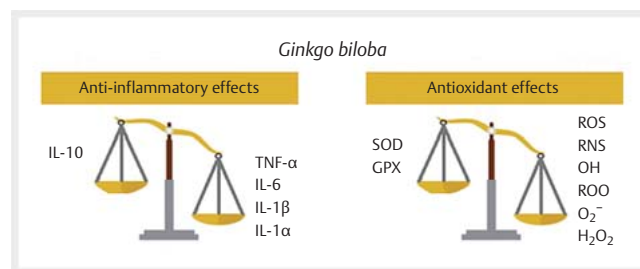 Ginkgo biloba
Anti-inflammatory effects
IL-10
TNF-α
IL-6
IL-1β
IL-1α
Antioxidant effects
SOD
GPX
ROS
RNS
OH
ROO
O₂⁻
H₂O₂